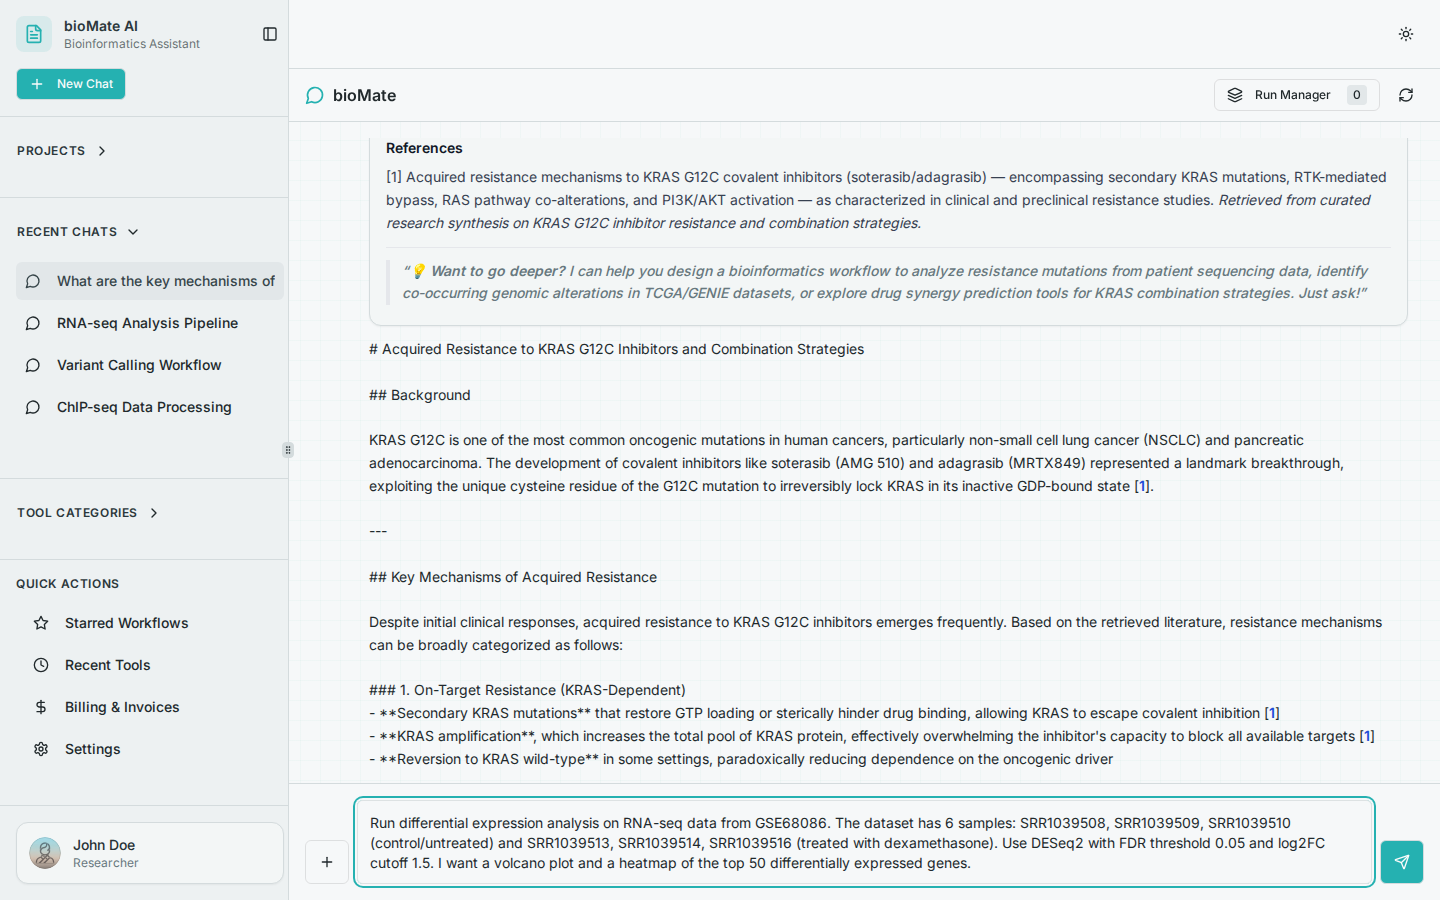 bioMate AI
Bioinformatics Assistant
New Chat
PROJECTS
RECENT CHATS
What are the key mechanisms of
RNA-seq Analysis Pipeline
Variant Calling Workflow
ChIP-seq Data Processing
TOOL CATEGORIES
QUICK ACTIONS
Starred Workflows
Recent Tools
Billing & Invoices
Settings
John Doe
Researcher
bioMate
Run Manager 0
References
[1] Acquired resistance mechanisms to KRAS G12C covalent inhibitors (soterasib/adagrasib) — encompassing secondary KRAS mutations, RTK-mediated
bypass, RAS pathway co-alterations, and PI3K/AKT activation — as characterized in clinical and preclinical resistance studies. Retrieved from curated
research synthesis on KRAS G12C inhibitor resistance and combination strategies.
“💡 Want to go deeper? I can help you design a bioinformatics workflow to analyze resistance mutations from patient sequencing data, identify
co-occurring genomic alterations in TCGA/GENIE datasets, or explore drug synergy prediction tools for KRAS combination strategies. Just ask!”
# Acquired Resistance to KRAS G12C Inhibitors and Combination Strategies
## Background
KRAS G12C is one of the most common oncogenic mutations in human cancers, particularly non-small cell lung cancer (NSCLC) and pancreatic
adenocarcinoma. The development of covalent inhibitors like soterasib (AMG 510) and adagrasib (MRTX849) represented a landmark breakthrough,
exploiting the unique cysteine residue of the G12C mutation to irreversibly lock KRAS in its inactive GDP-bound state [1].
---
## Key Mechanisms of Acquired Resistance
Despite initial clinical responses, acquired resistance to KRAS G12C inhibitors emerges frequently. Based on the retrieved literature, resistance mechanisms
can be broadly categorized as follows:
### 1. On-Target Resistance (KRAS-Dependent)
- **Secondary KRAS mutations** that restore GTP loading or sterically hinder drug binding, allowing KRAS to escape covalent inhibition [1]
- **KRAS amplification**, which increases the total pool of KRAS protein, effectively overwhelming the inhibitor's capacity to block all available targets [1]
- **Reversion to KRAS wild-type** in some settings, paradoxically reducing dependence on the oncogenic driver
Run differential expression analysis on RNA-seq data from GSE68086. The dataset has 6 samples: SRR1039508, SRR1039509, SRR1039510
(control/untreated) and SRR1039513, SRR1039514, SRR1039516 (treated with dexamethasone). Use DESeq2 with FDR threshold 0.05 and log2FC
cutoff 1.5. I want a volcano plot and a heatmap of the top 50 differentially expressed genes.